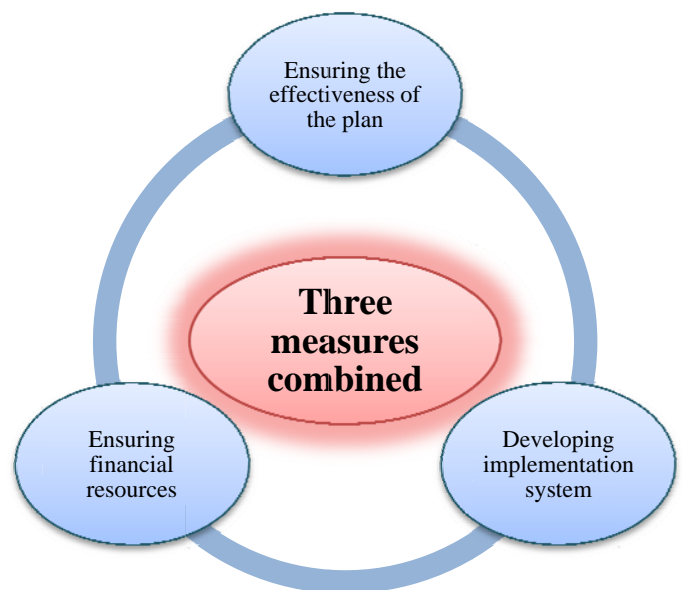 Ensuring the
effectiveness of
the plan
Three
measures
combined
Ensuring
financial
resources
Developing
implementation
system